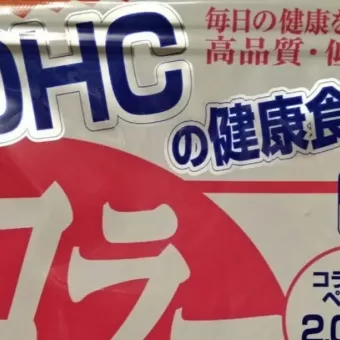 毎日の健康を
高品質・低
DHC
の健康食
コラー
コラ
ペ
2,0